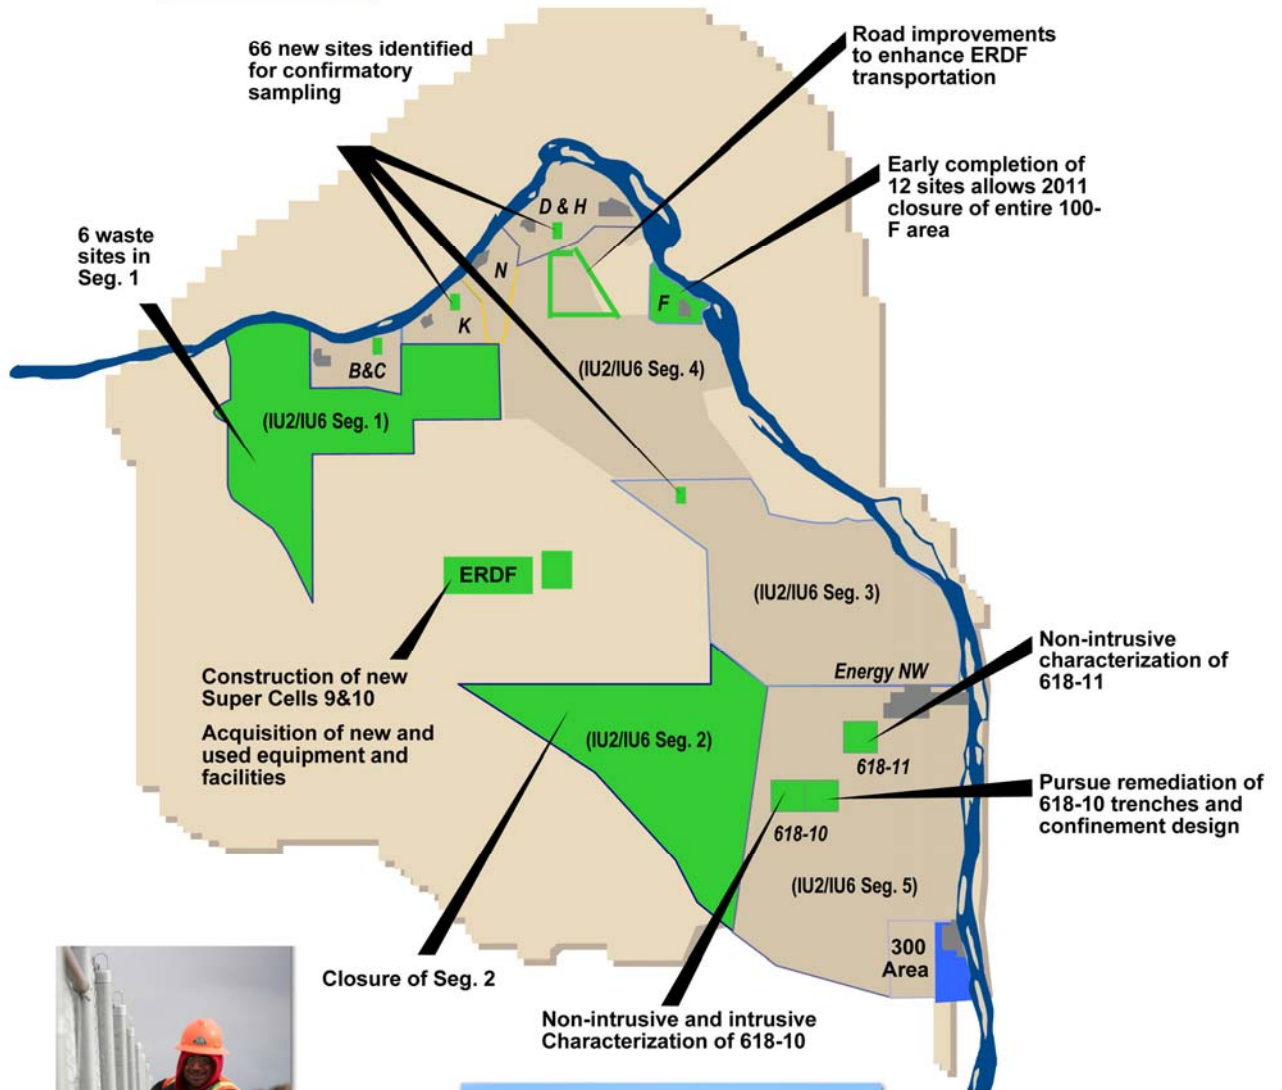 66 new sites identified
for confirmatory
sampling
Road improvements
to enhance ERDF
transportation
Early completion of
12 sites allows 2011
closure of entire 100-
F area
6 waste
sites in
Seg. 1
D & H
N
K
F
B&C
(IU2/IU6 Seg. 4)
(IU2/IU6 Seg. 1)
ERDF
(IU2/IU6 Seg. 3)
Construction of new
Super Cells 9&10
Acquisition of new and
used equipment and
facilities
Energy NW
Non-intrusive
characterization of
618-11
(IU2/IU6 Seg. 2)
618-11
Pursue remediation of
618-10 trenches and
confinement design
618-10
(IU2/IU6 Seg. 5)
300
Area
Closure of Seg. 2
Non-intrusive and intrusive
Characterization of 618-10